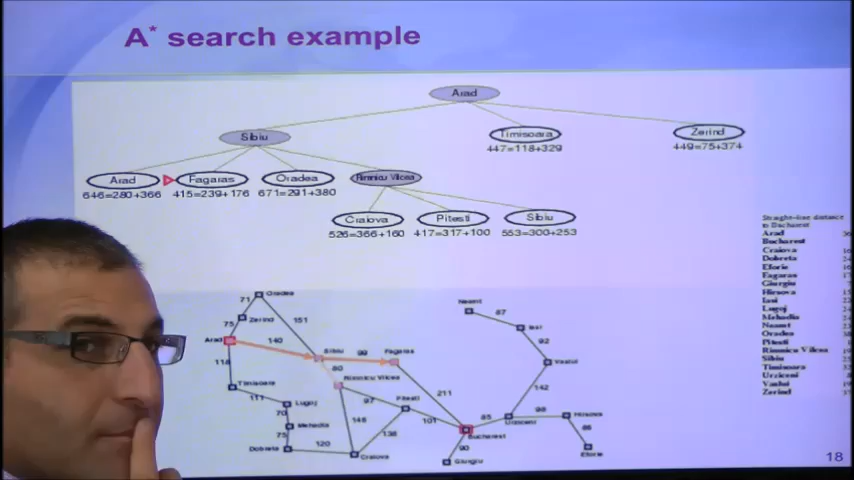 A* search example
Arad
Sibiu
Timisoara
447=118+329
Zerind
449=75+374
Arad
646=280+366
Fagaras
415=239+176
Oradea
671=291+380
Rimnicu Vilcea
Craiova
526=366+160
Pitesti
417=317+100
Sibiu
553=300+253
Straight-line distance
to Bucharest
Arad
Bucharest
Craiova
Dobreta
Eforie
Fagaras
Giurgiu
Hirsova
Iasi
Lugoj
Mehadia
Neamt
Oradea
Pitesti
Rimnicu Vilcea
Sibiu
Timisoara
Urziceni
Vaslui
Zerind
Oradea
71
Zerind
151
75
Arad
140
Sibiu
99
Fagaras
118
80
Rimnicu Vilcea
Timisoara
111
Lugoj
70
Mehadia
75
Dobreta
120
Craiova
146
138
97
Pitesti
101
211
Bucharest
90
Giurgiu
85
Urziceni
98
Hirsova
86
Eforie
142
Vaslui
92
Iasi
87
Neamt
18